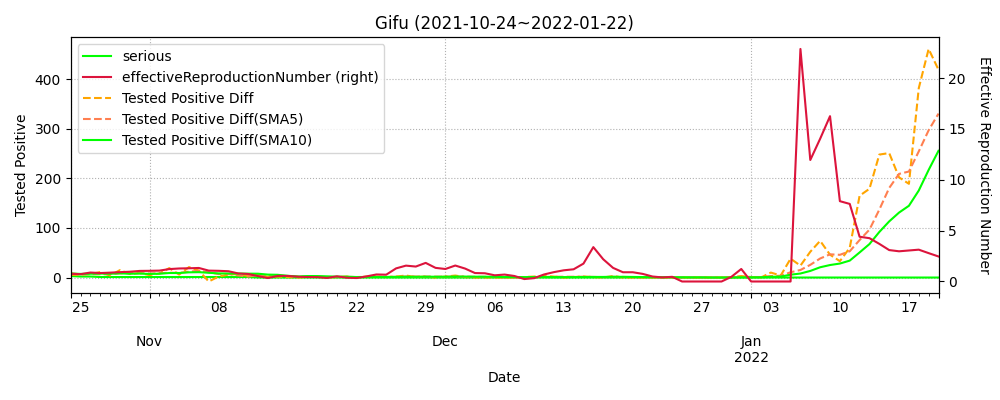 Gifu (2021-10-24~2022-01-22)
serious
effectiveReproductionNumber (right)
Tested Positive Diff
Tested Positive Diff(SMA5)
Tested Positive Diff(SMA10)
Tested Positive
400
300
200
100
0
Effective Reproduction Number
20
15
10
5
0
25 08 15 22 29 06 13 20 27 03 10 17
Nov Dec Jan
2022
Date